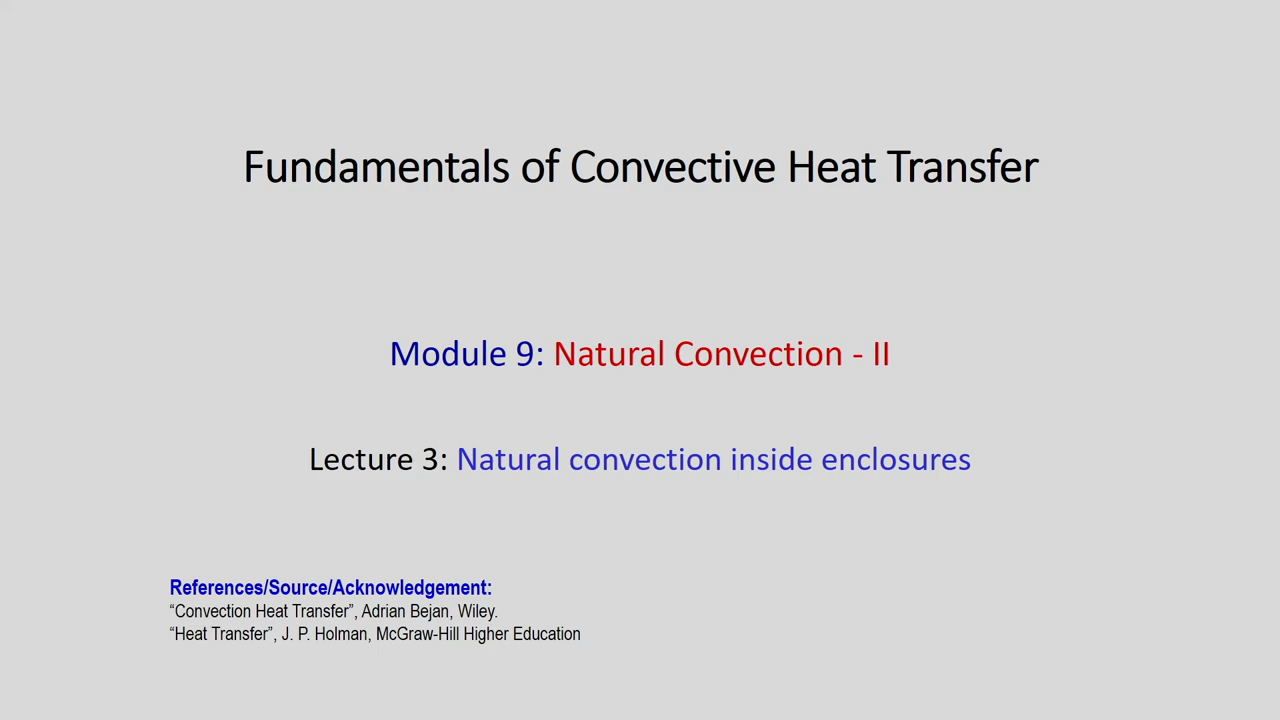 Fundamentals of Convective Heat Transfer
Module 9: Natural Convection - II
Lecture 3: Natural convection inside enclosures
References/Source/Acknowledgement:
“Convection Heat Transfer”, Adrian Bejan, Wiley.
“Heat Transfer”, J. P. Holman, McGraw-Hill Higher Education